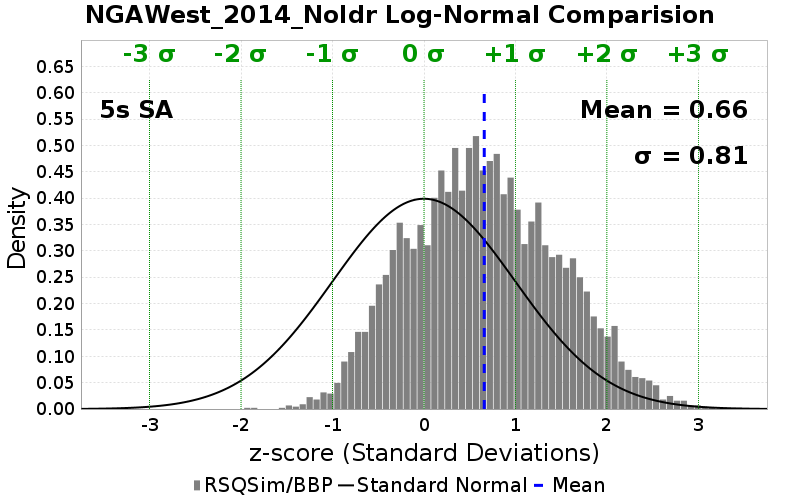 NGAWest_2014_NoIdr Log-Normal Comparision
-3 σ -2 σ -1 σ 0 σ +1 σ +2 σ +3 σ
5s SA
Mean = 0.66
σ = 0.81
Density
0.65
0.60
0.55
0.50
0.45
0.40
0.35
0.30
0.25
0.20
0.15
0.10
0.05
0.00
-3 -2 -1 0 1 2 3
z-score (Standard Deviations)
RSQSim/BBP Standard Normal Mean